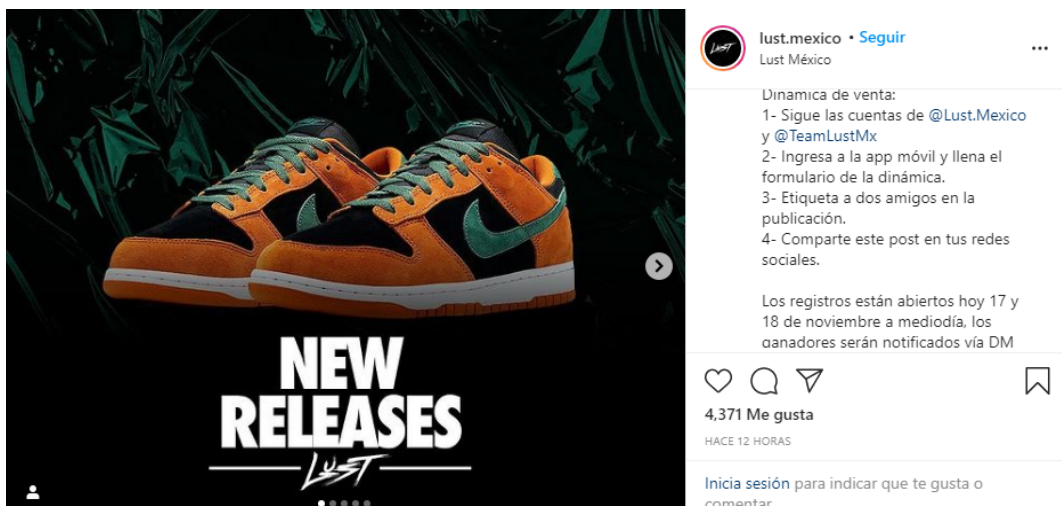 NEW
RELEASES
LUST
LUST
lust.mexico • Seguir
Lust México
Dinámica de venta:
1- Sigue las cuentas de @Lust.Mexico
y @TeamLustMx
2- Ingresa a la app móvil y llena el
formulario de la dinámica.
3- Etiqueta a dos amigos en la
publicación.
4- Comparte este post en tus redes
sociales.
Los registros están abiertos hoy 17 y
18 de noviembre a mediodía, los
ganadores serán notificados vía DM
4,371 Me gusta
HACE 12 HORAS
Inicia sesión para indicar que te gusta o
comentar